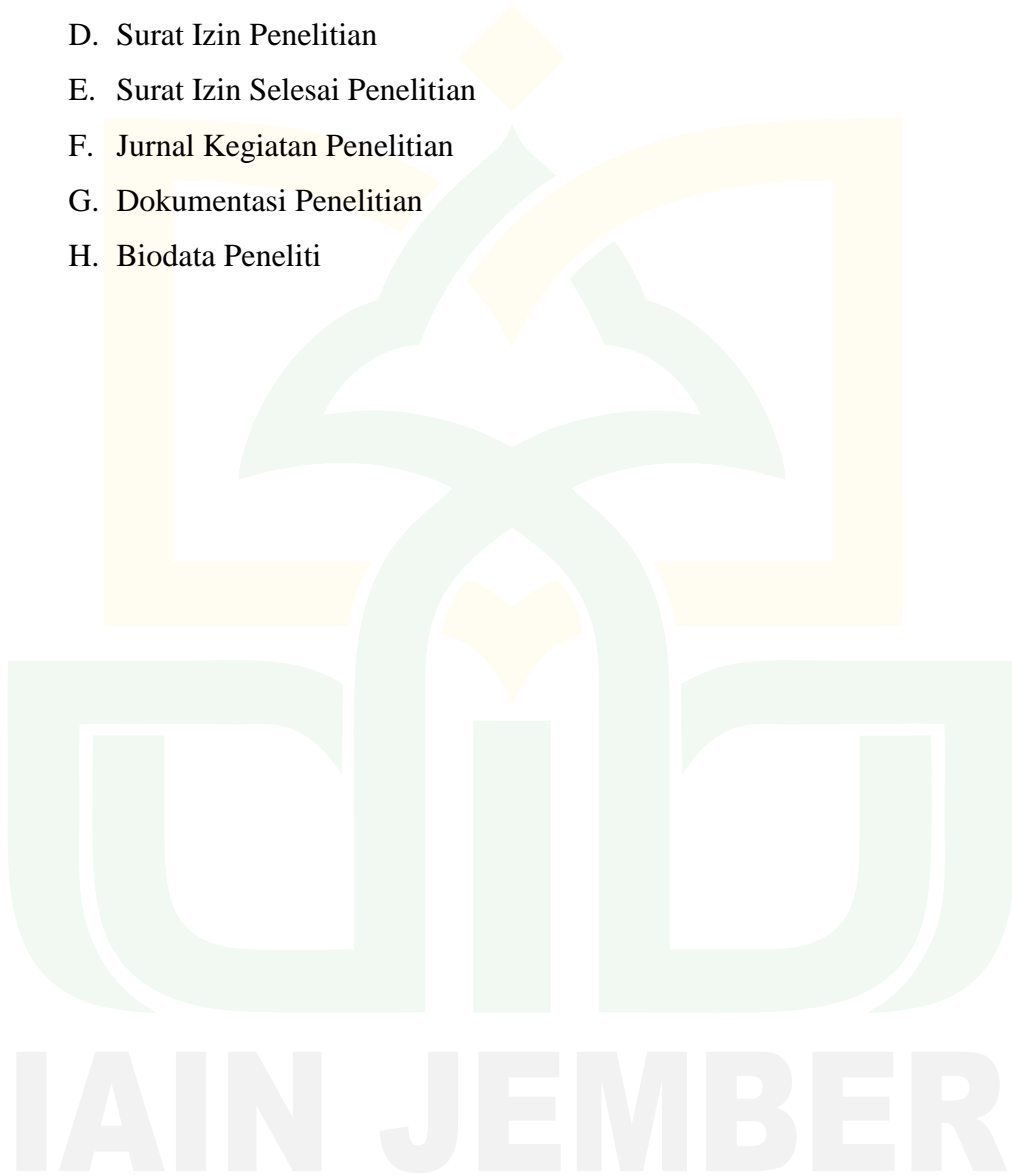 D. Surat Izin Penelitian
E. Surat Izin Selesai Penelitian
F. Jurnal Kegiatan Penelitian
G. Dokumentasi Penelitian
H. Biodata Peneliti
IAIN JEMBER